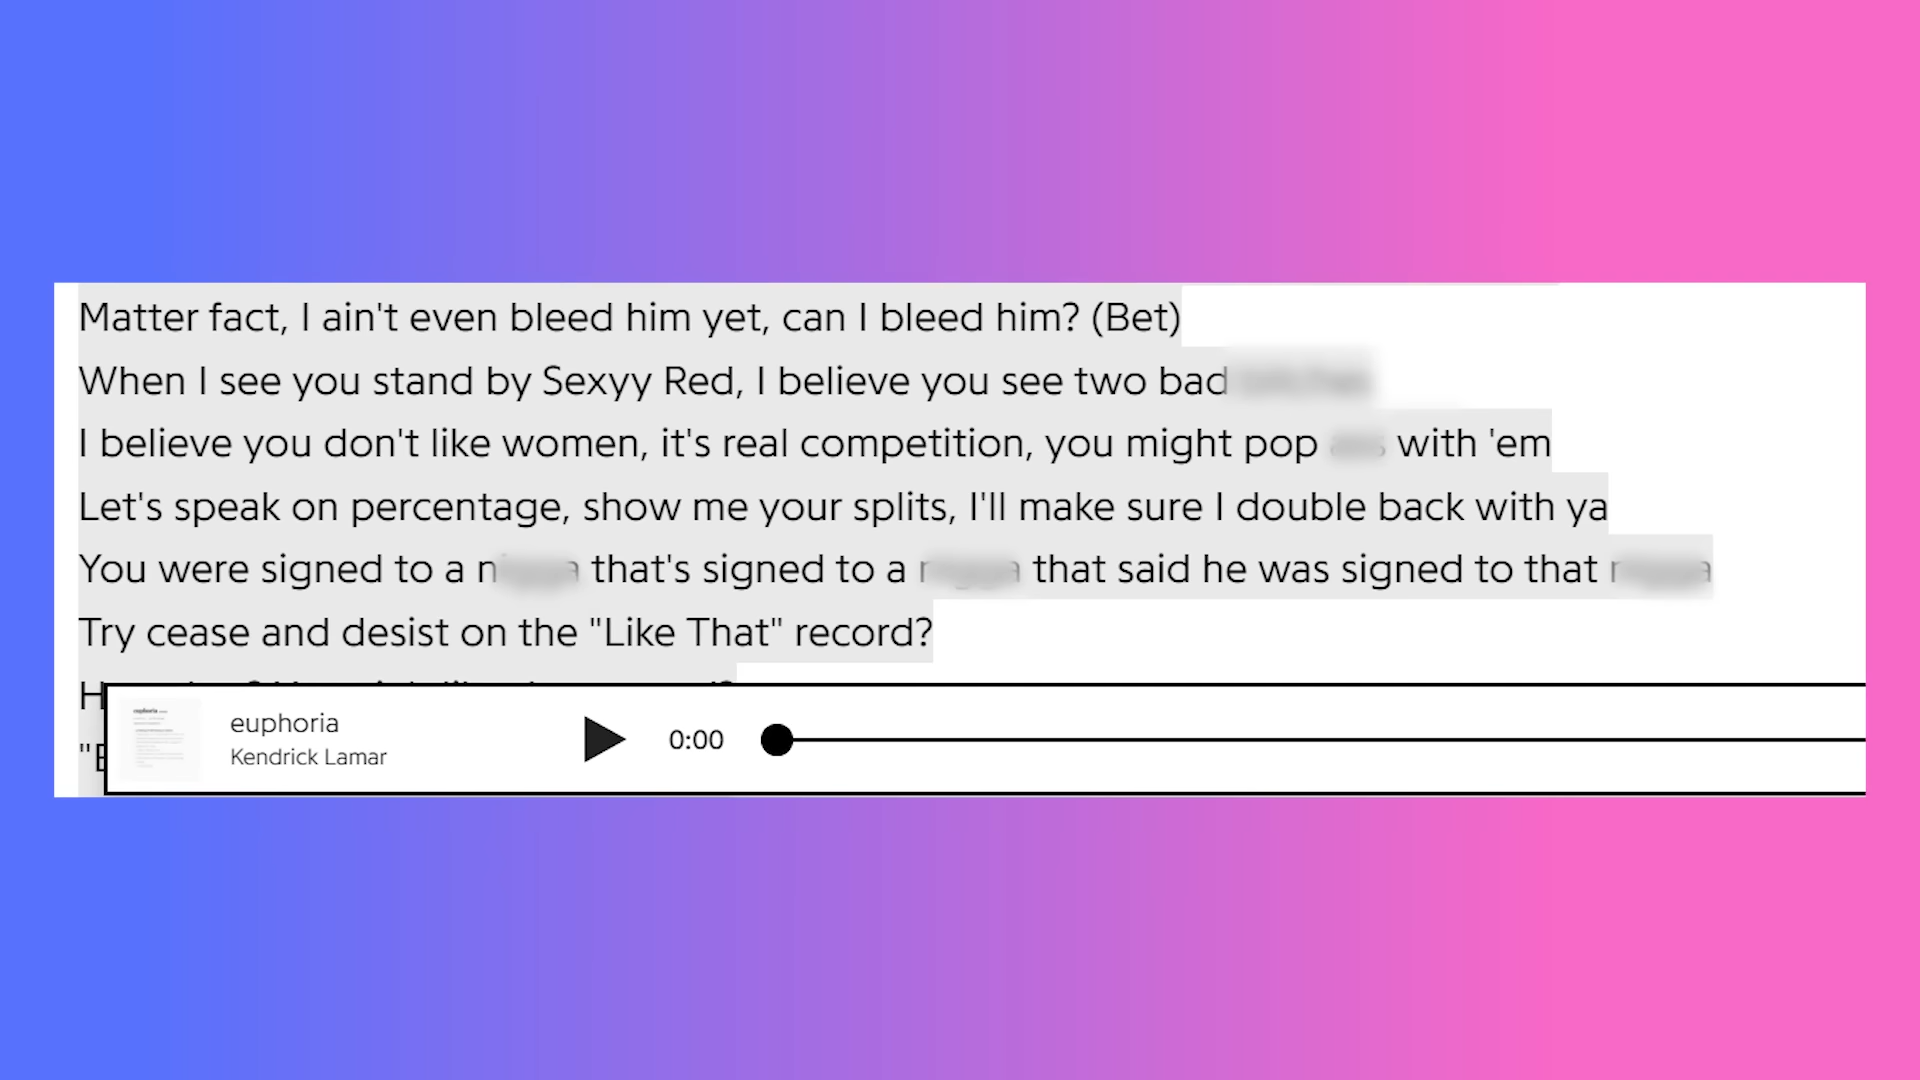 Matter fact, I ain't even bleed him yet, can I bleed him? (Bet)
When I see you stand by Sexyy Red, I believe you see two bad
I believe you don't like women, it's real competition, you might pop with 'em
Let's speak on percentage, show me your splits, I'll make sure I double back with ya
You were signed to a that's signed to a that said he was signed to that
Try cease and desist on the "Like That" record?
euphoria
Kendrick Lamar
0:00